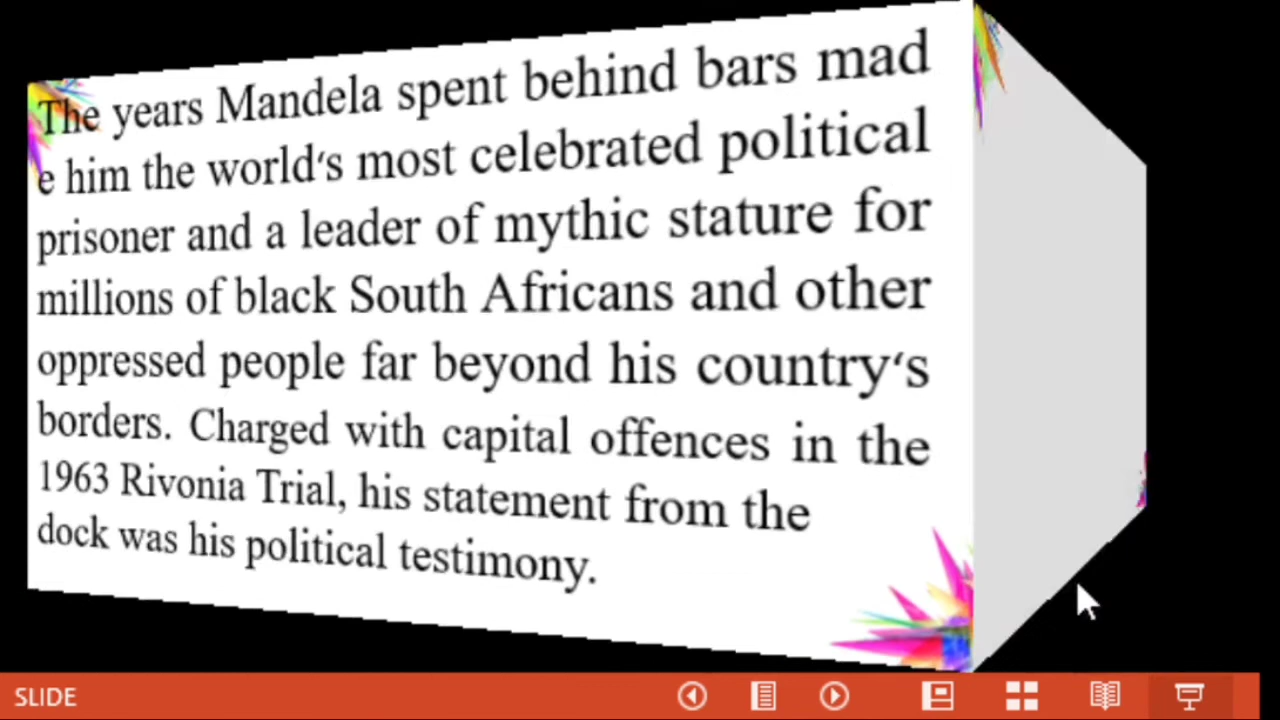 The years Mandela spent behind bars mad
e him the world‘s most celebrated political
prisoner and a leader of mythic stature for
millions of black South Africans and other
oppressed people far beyond his country‘s
borders. Charged with capital offences in the
1963 Rivonia Trial, his statement from the
dock was his political testimony.
SLIDE